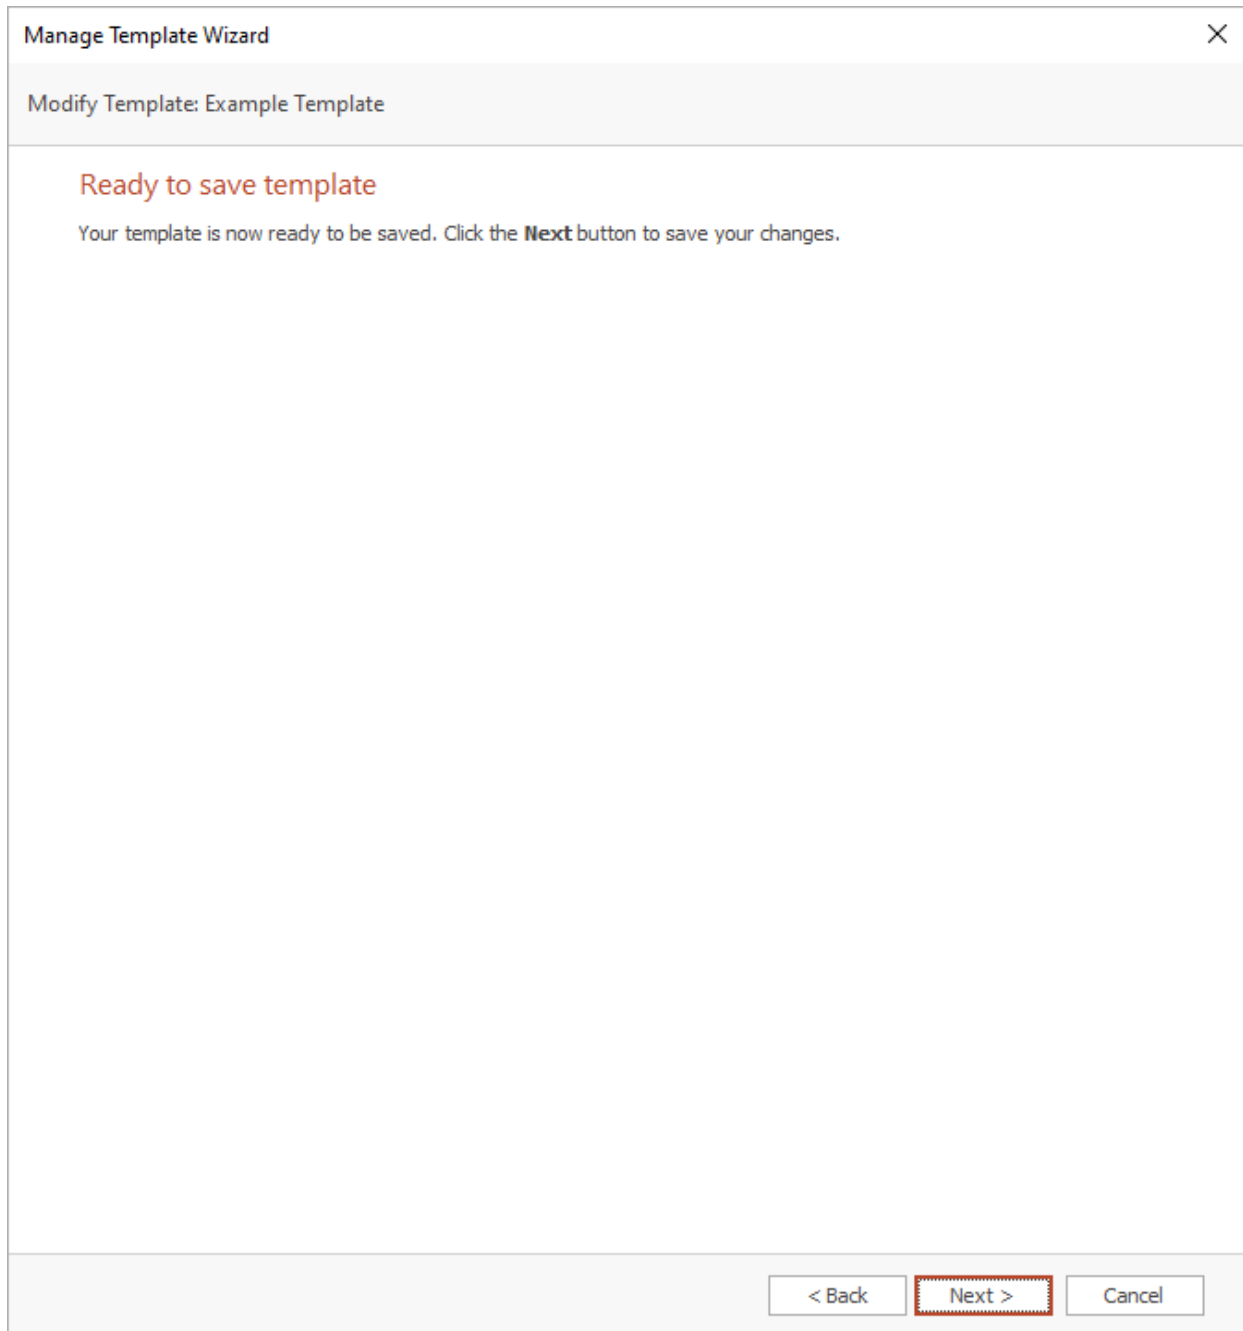 Manage Template Wizard
Modify Template: Example Template
Ready to save template
Your template is now ready to be saved. Click the Next button to save your changes.
< Back Next > Cancel